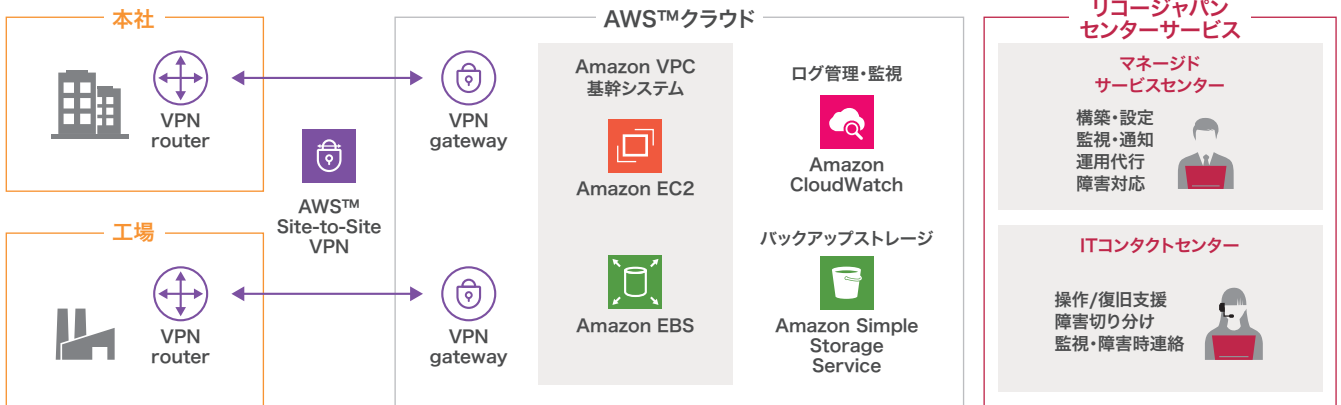 本社
VPN
router
工場
VPN
router
AWS™
Site-to-Site
VPN
AWS™クラウド
VPN
gateway
VPN
gateway
Amazon VPC
基幹システム
Amazon EC2
Amazon EBS
ログ管理・監視
Amazon
CloudWatch
バックアップストレージ
Amazon Simple
Storage
Service
リコージャパン
センターサービス
マネージド
サービスセンター
構築・設定
監視・通知
運用代行
障害対応
ITコンタクトセンター
操作/復旧支援
障害切り分け
監視・障害時連絡